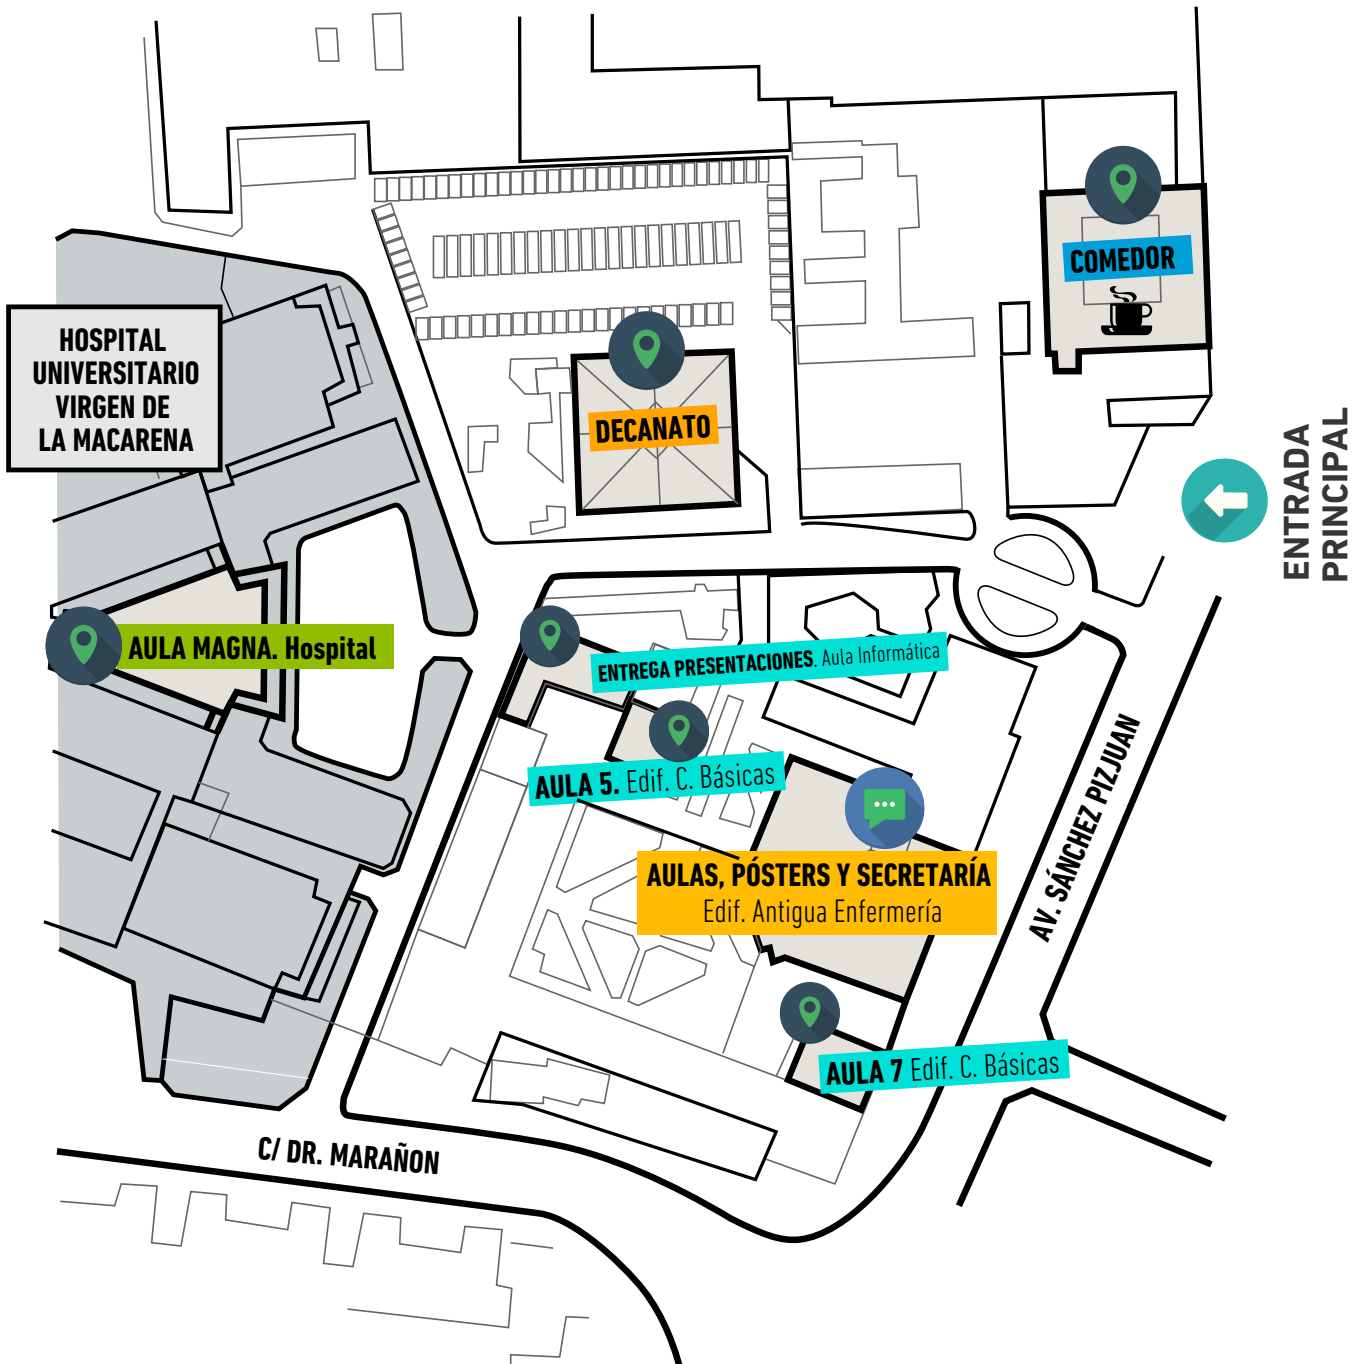 COMEDOR
HOSPITAL
UNIVERSITARIO
VIRGEN DE
LA MACARENA
DECANATO
ENTRADA
PRINCIPAL
AULA MAGNA. Hospital
ENTREGA PRESENTACIONES. Aula Informática
AULA 5. Edif. C. Básicas
AULAS, PÓSTERS Y SECRETARÍA
Edif. Antigua Enfermería
AV. SÁNCHEZ PIZJUAN
AULA 7 Edif. C. Básicas
C/ DR. MARAÑON